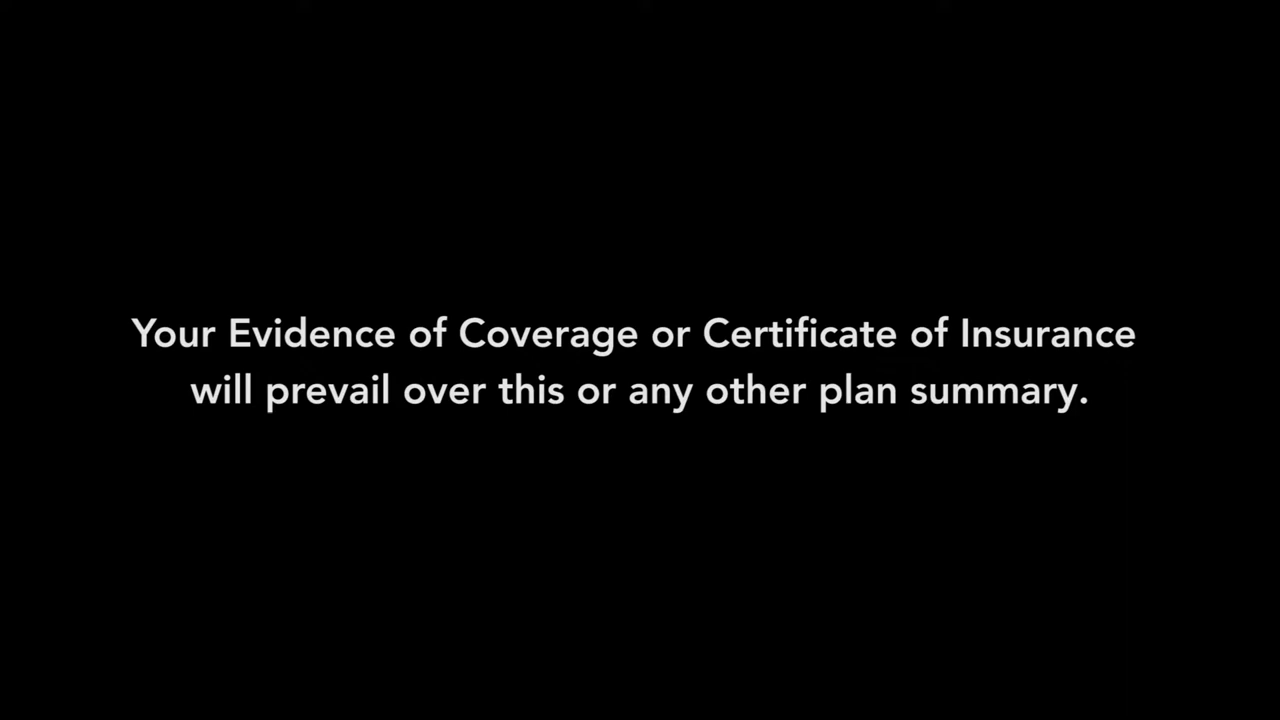 Your Evidence of Coverage or Certificate of Insurance
will prevail over this or any other plan summary.